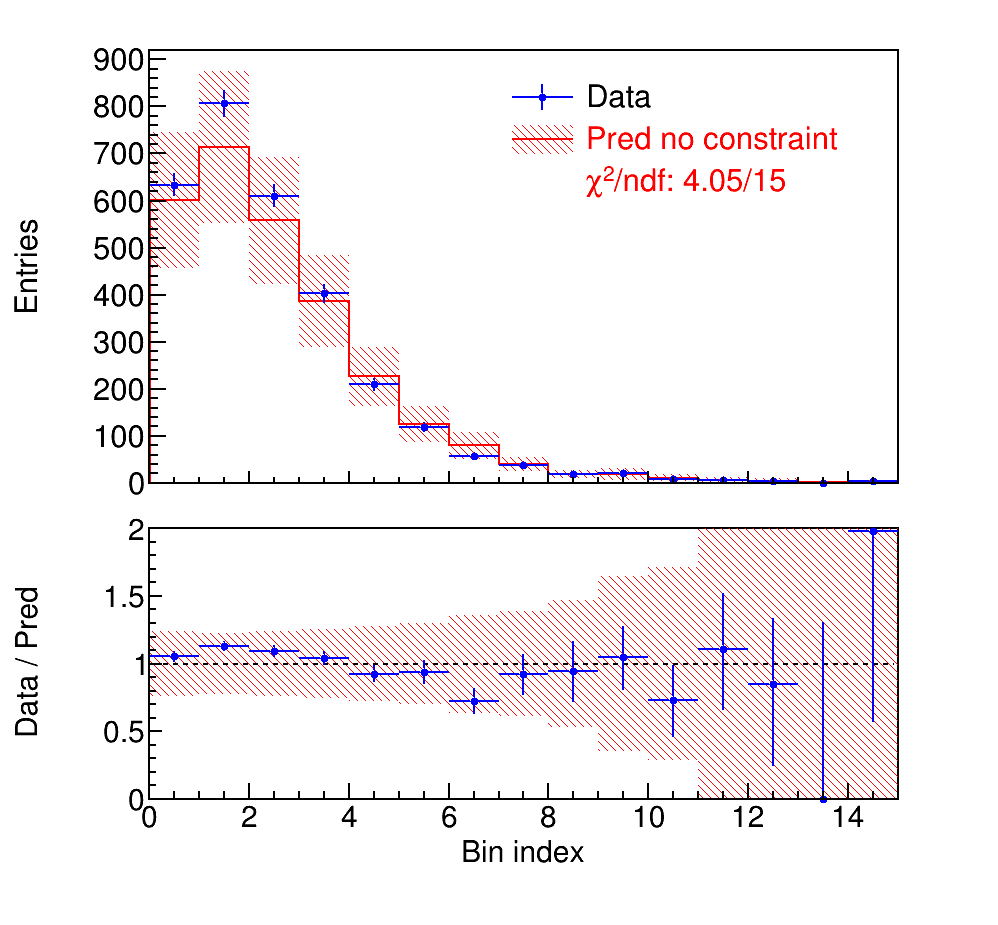 900
800
700
600
500
400
300
200
100
0
Entries
Data
Pred no constraint
χ²/ndf: 4.05/15
2
1.5
1
0.5
0
Data / Pred
0 2 4 6 8 10 12 14
Bin index